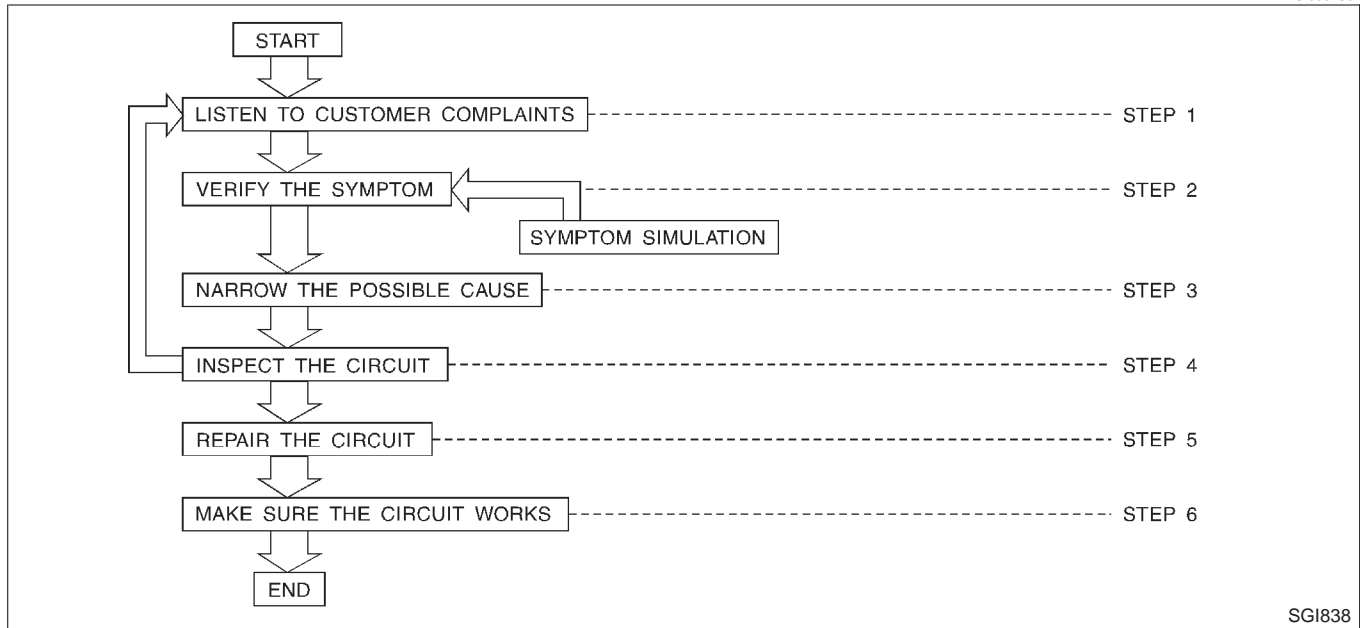 START
LISTEN TO CUSTOMER COMPLAINTS STEP 1
VERIFY THE SYMPTOM STEP 2
SYMPTOM SIMULATION
NARROW THE POSSIBLE CAUSE STEP 3
INSPECT THE CIRCUIT STEP 4
REPAIR THE CIRCUIT STEP 5
MAKE SURE THE CIRCUIT WORKS STEP 6
END
SGI838